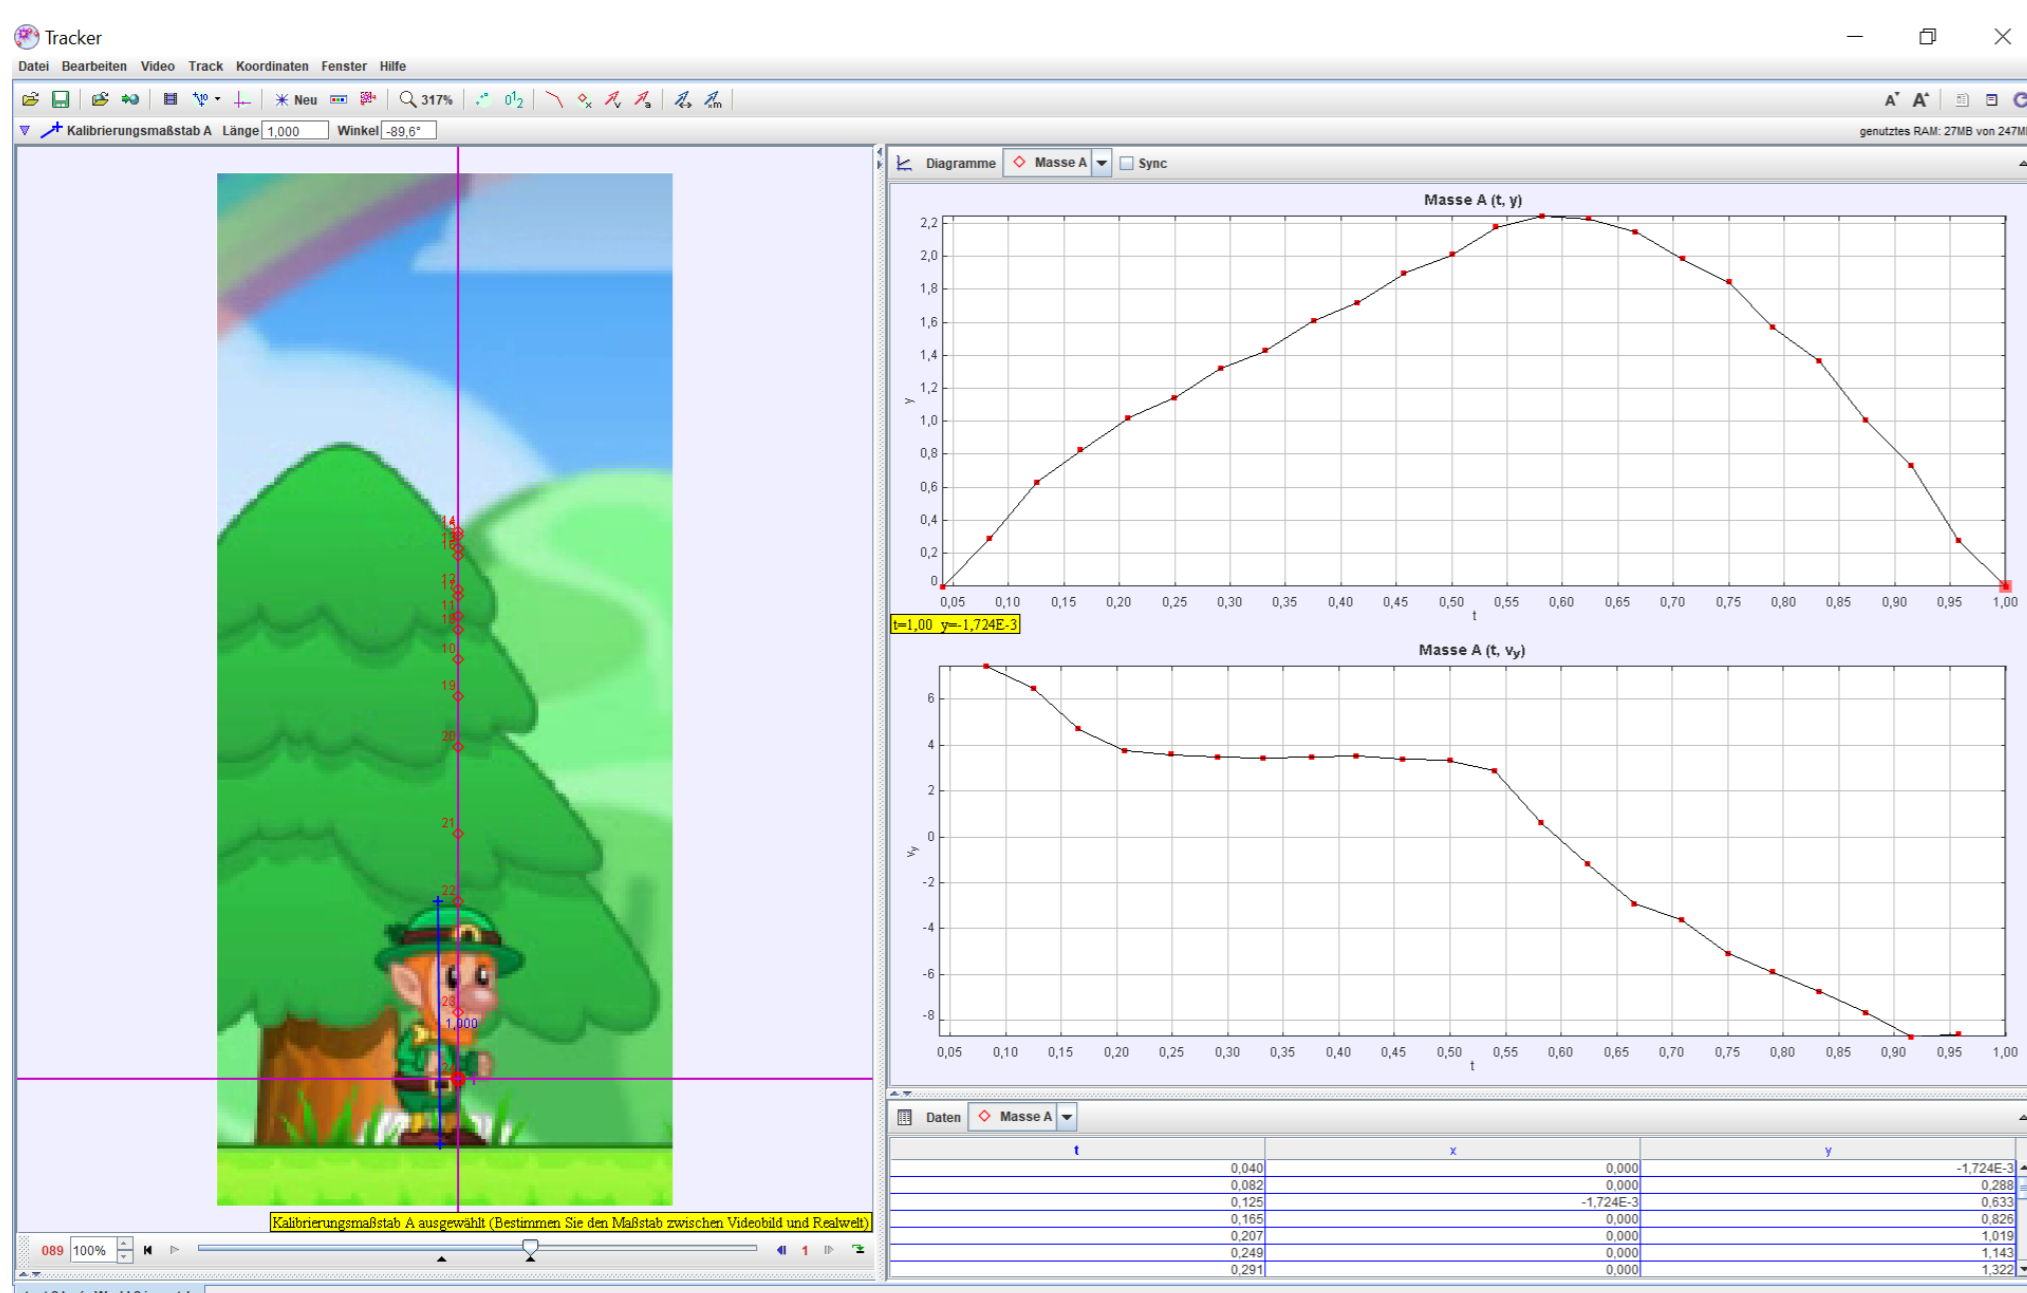 Tracker
Datei Bearbeiten Video Track Koordinaten Fenster Hilfe
Neu 317%
Kalibrierungsmaßstab A Länge 1,000 Winkel -89,6°
genutztes RAM: 27MB von 247M
Diagramme Masse A Sync
Masse A (t, y)
2,2
2,0
1,8
1,6
1,4
1,2
1,0
0,8
0,6
0,4
0,2
0
y
0,05 0,10 0,15 0,20 0,25 0,30 0,35 0,40 0,45 0,50 0,55 0,60 0,65 0,70 0,75 0,80 0,85 0,90 0,95 1,00
t
t=1,00 y=-1,724E-3
Masse A (t, vy)
6
4
2
0
-2
-4
-6
-8
vy
0,05 0,10 0,15 0,20 0,25 0,30 0,35 0,40 0,45 0,50 0,55 0,60 0,65 0,70 0,75 0,80 0,85 0,90 0,95 1,00
t
12
11
10
19
20
21
22
23
1,000
Kalibrierungsmaßstab A ausgewählt (Bestimmen Sie den Maßstab zwischen Videobild und Realwelt)
089 100% 1
Daten Masse A
t x y
0,040 0,000 -1,724E-3
0,082 0,000 0,288
0,125 -1,724E-3 0,633
0,165 0,000 0,826
0,207 0,000 1,019
0,249 0,000 1,143
0,291 0,000 1,322